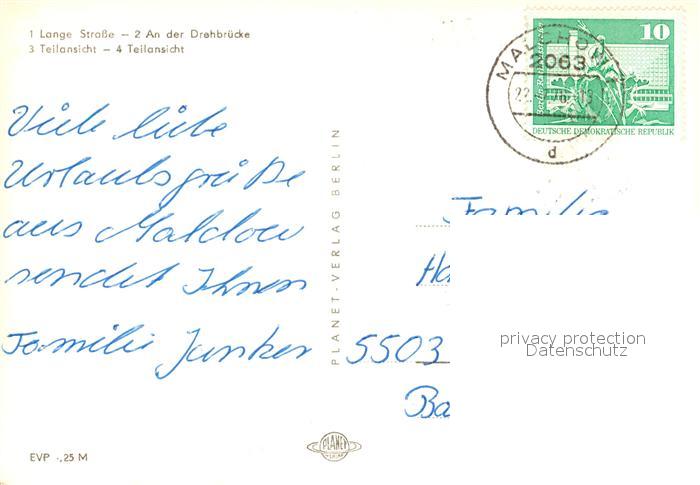 1 Lange Straße – 2 An der Drehbrücke
3 Teilansicht – 4 Teilansicht
10
Berlin
DEUTSCHE DEMOKRATISCHE REPUBLIK
MALCHOW
2063
d
Viele liebe
Urlaubsgrüße
aus Malchow
sendet Ihnen
Familie Junker
PLANET-VERLAG BERLIN
Familie
5503
Ba
privacy protection
Datenschutz
PLANET
EVP -,25 M